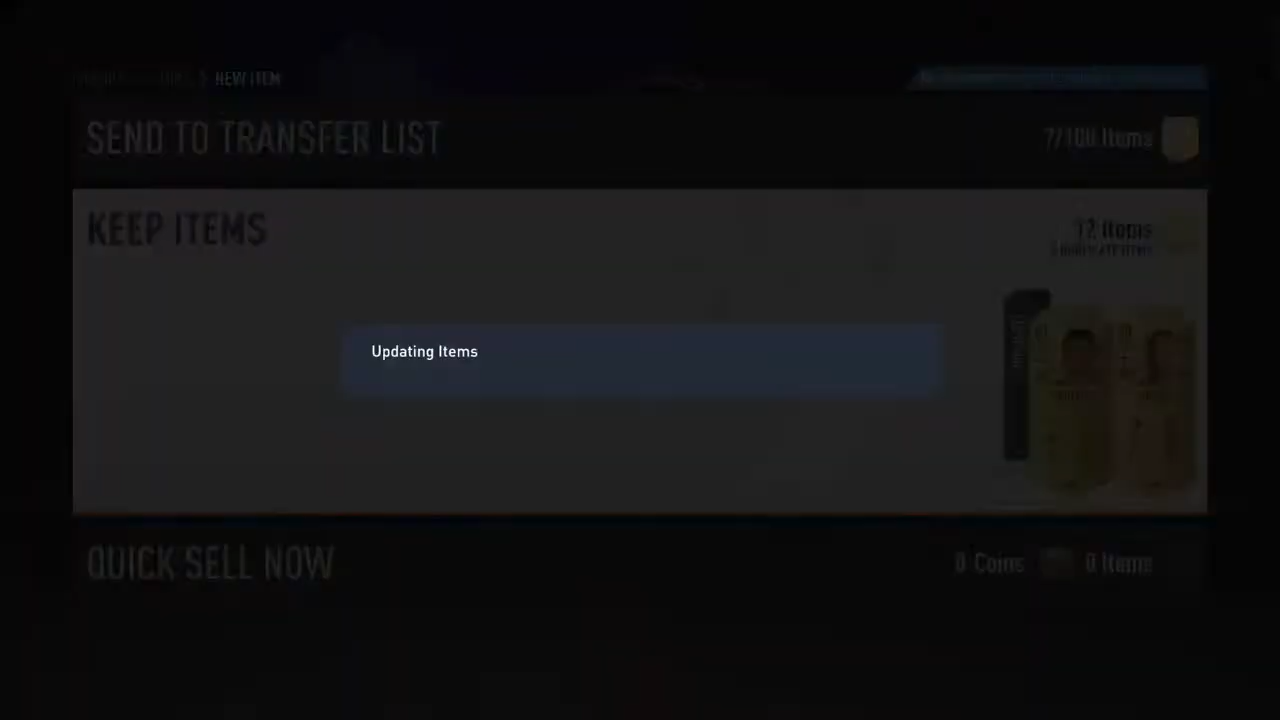 NEW ITEM
SEND TO TRANSFER LIST
7/100 Items
KEEP ITEMS
12 Items
Updating Items
QUICK SELL NOW
0 Coins
0 Items